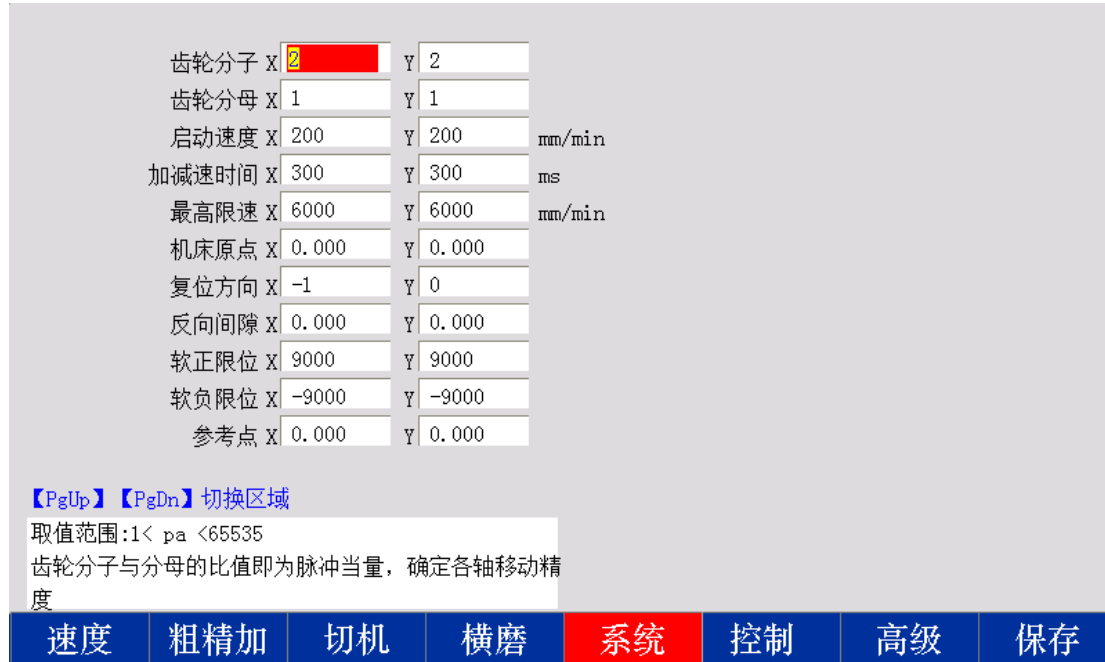 齿轮分子 X 2 Y 2
齿轮分母 X 1 Y 1
启动速度 X 200 Y 200 mm/min
加减速时间 X 300 Y 300 ms
最高限速 X 6000 Y 6000 mm/min
机床原点 X 0.000 Y 0.000
复位方向 X -1 Y 0
反向间隙 X 0.000 Y 0.000
软正限位 X 9000 Y 9000
软负限位 X -9000 Y -9000
参考点 X 0.000 Y 0.000
【PgUp】【PgDn】切换区域
取值范围:1< pa <65535
齿轮分子与分母的比值即为脉冲当量，确定各轴移动精
度
速度 粗精加 切机 横磨 系统 控制 高级 保存